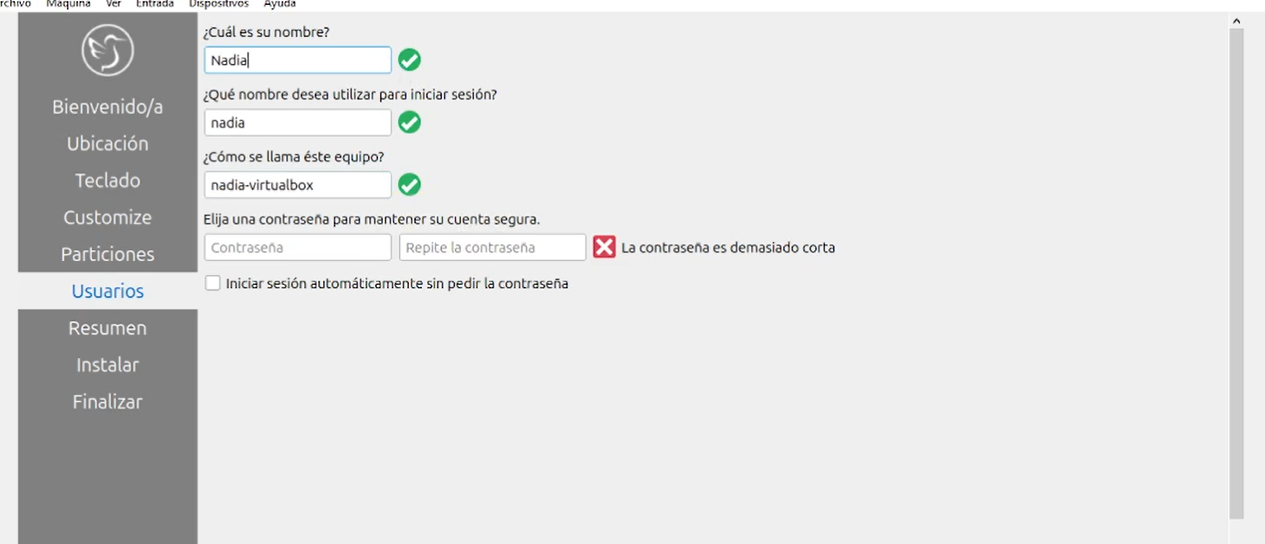 rchivo Máquina Ver Entrada Dispositivos Ayuda
¿Cuál es su nombre?
Nadia
¿Qué nombre desea utilizar para iniciar sesión?
nadia
¿Cómo se llama éste equipo?
nadia-virtualbox
Elija una contraseña para mantener su cuenta segura.
Contraseña Repite la contraseña La contraseña es demasiado corta
Iniciar sesión automáticamente sin pedir la contraseña
Bienvenido/a
Ubicación
Teclado
Customize
Particiones
Usuarios
Resumen
Instalar
Finalizar